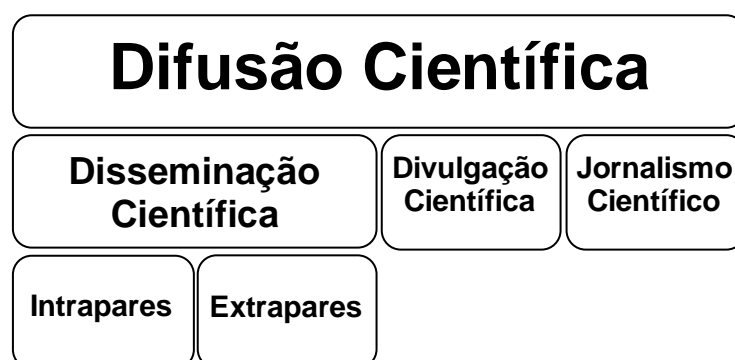 Difusão Científica
Disseminação
Científica
Divulgação
Científica
Jornalismo
Científico
Intrapares
Extrapares